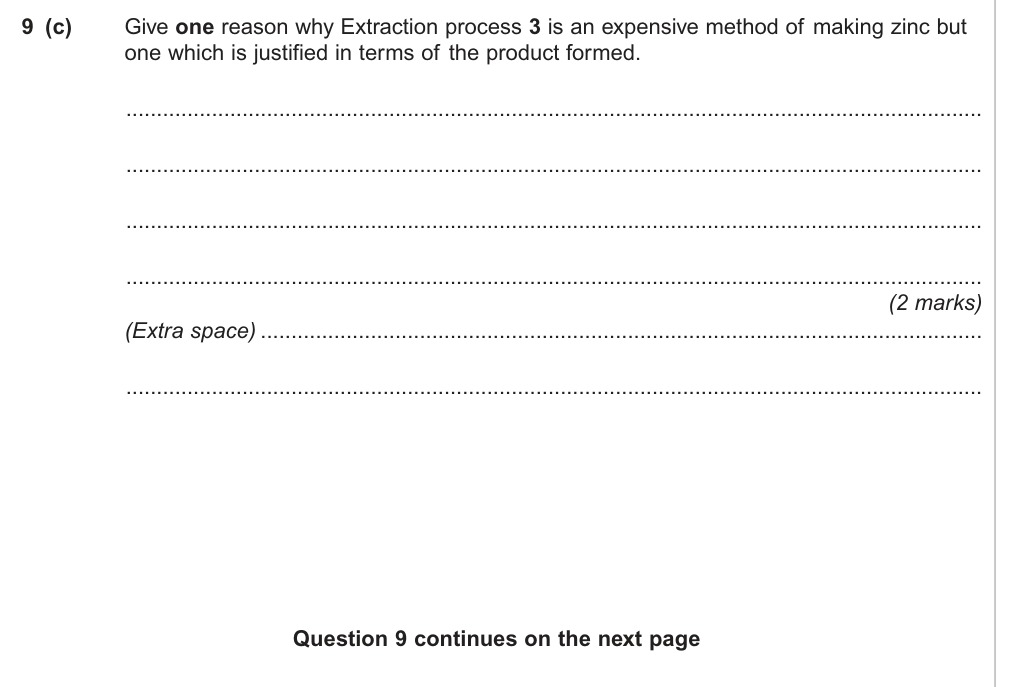 9 (c) Give one reason why Extraction process 3 is an expensive method of making zinc but
one which is justified in terms of the product formed.
(2 marks)
(Extra space)
Question 9 continues on the next page